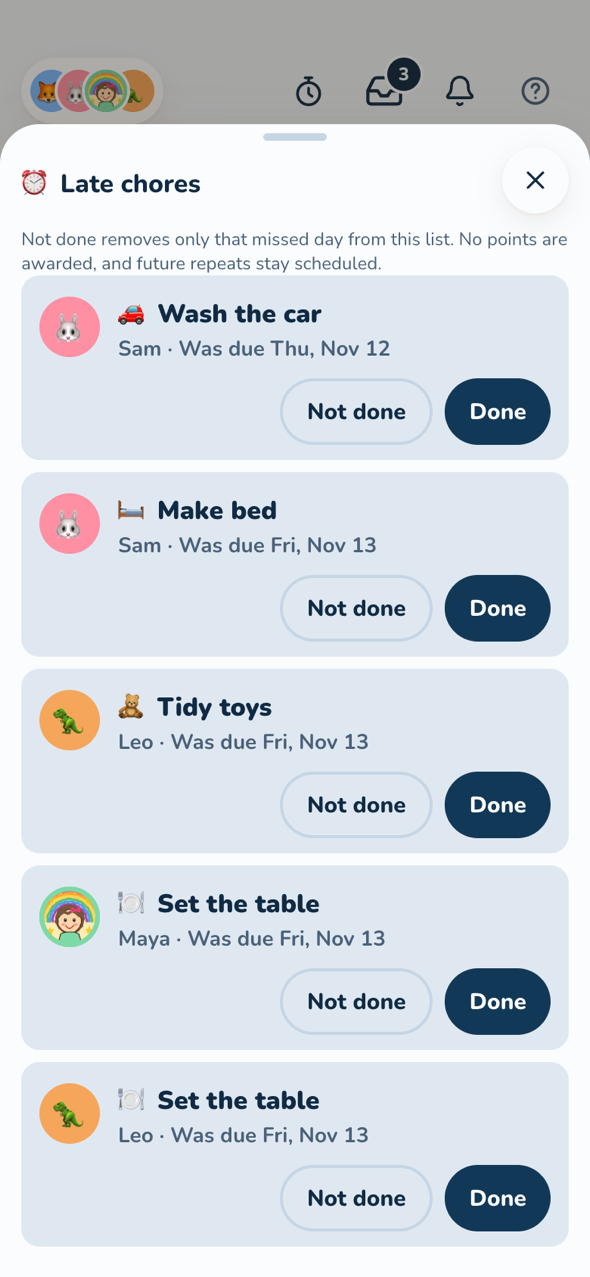 3
Late chores
Not done removes only that missed day from this list. No points are
awarded, and future repeats stay scheduled.
Wash the car
Sam · Was due Thu, Nov 12
Not done
Done
Make bed
Sam · Was due Fri, Nov 13
Not done
Done
Tidy toys
Leo · Was due Fri, Nov 13
Not done
Done
Set the table
Maya · Was due Fri, Nov 13
Not done
Done
Set the table
Leo · Was due Fri, Nov 13
Not done
Done